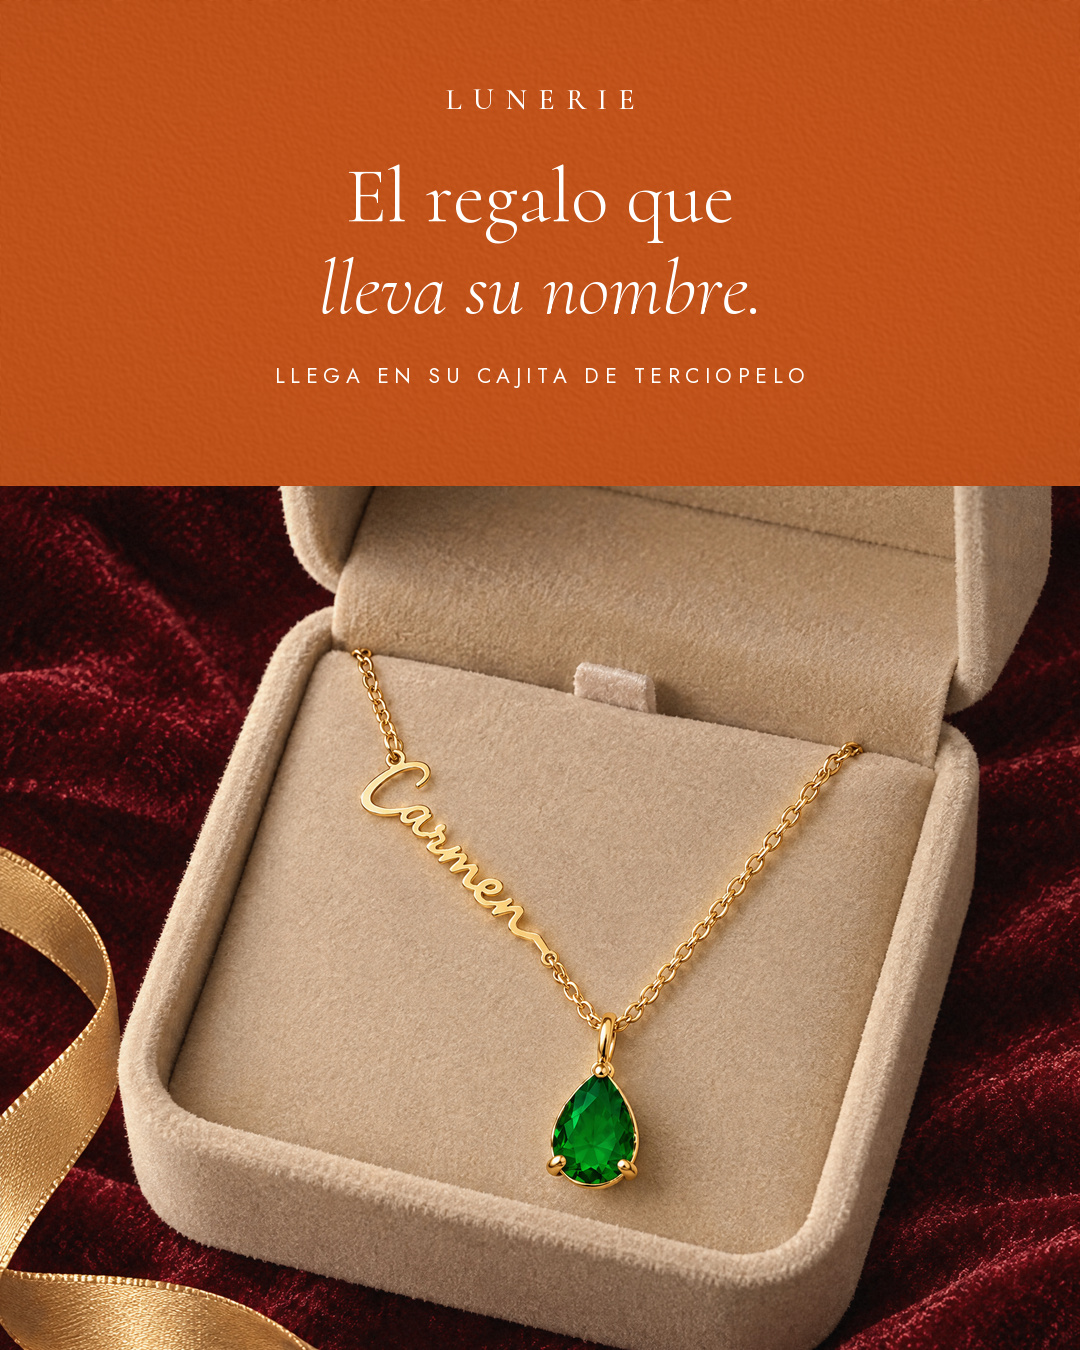 LUNERIE
El regalo que
lleva su nombre.
LLEGA EN SU CAJITA DE TERCIOPELO
Carmen